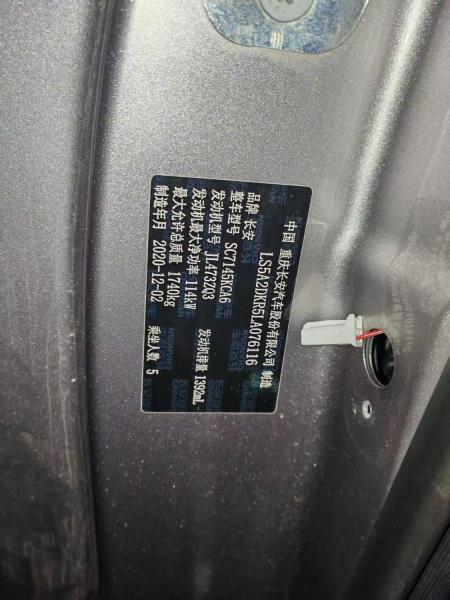 中国 重庆长安汽车股份有限公司 制造
LS5A2DKR5LA076116
品牌 长安
整车型号 SC7145XCA6
发动机型号 JL473ZQ3 发动机排量 1392mL
发动机最大净功率 114kW
最大允许总质量 1740kg
制造年月 2020-12-02 乘坐人数 5